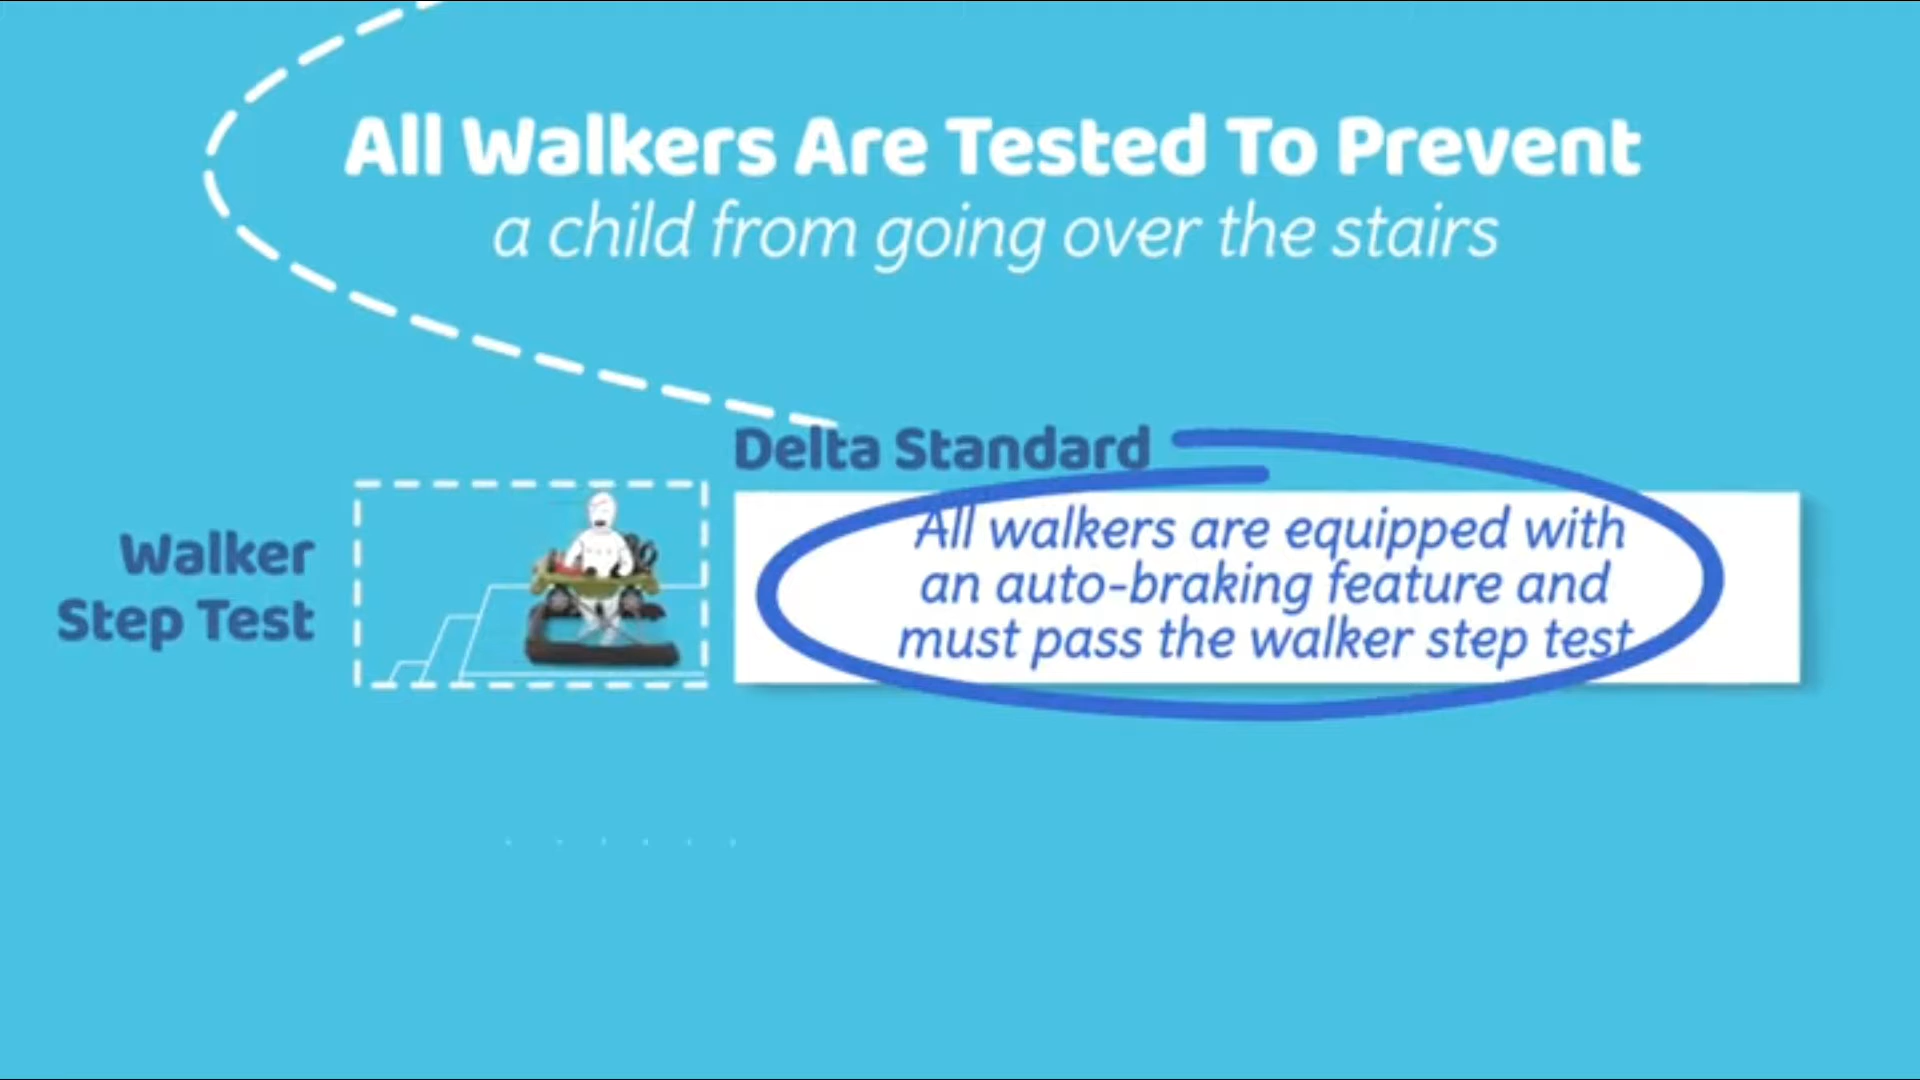 All Walkers Are Tested To Prevent
a child from going over the stairs
Delta Standard
Walker
Step Test
All walkers are equipped with
an auto-braking feature and
must pass the walker step test